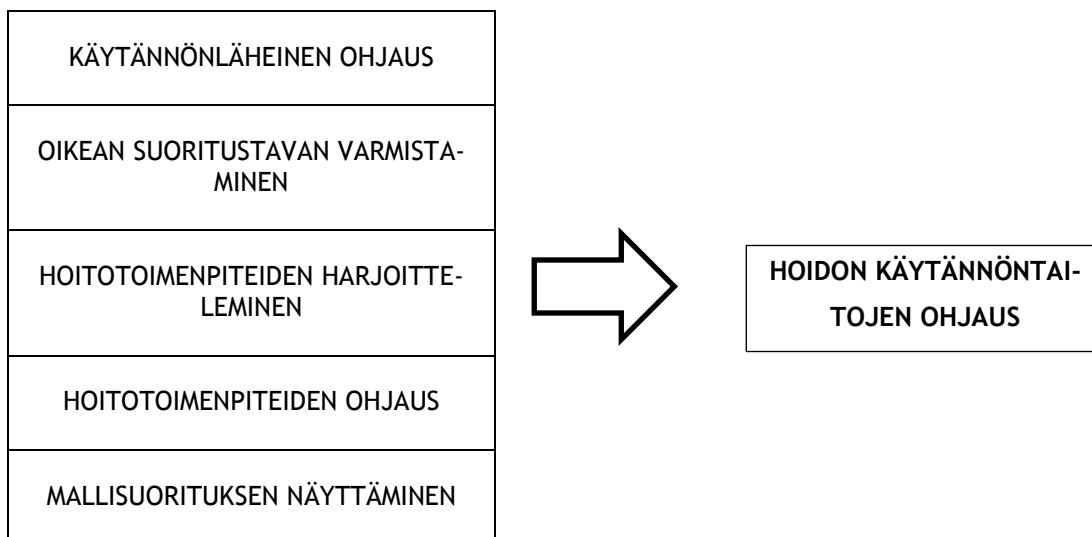 KÄYTÄNNÖNLÄHEINEN OHJAUS
OIKEAN SUORITUSTAVAN VARMISTA-
MINEN
HOITOTOIMENPITEIDEN HARJOITTE-
LEMINEN
HOITOTOIMENPITEIDEN OHJAUS
MALLISUORITUKSEN NÄYTTÄMINEN
HOIDON KÄYTÄNNÖNTAI-
TOJEN OHJAUS